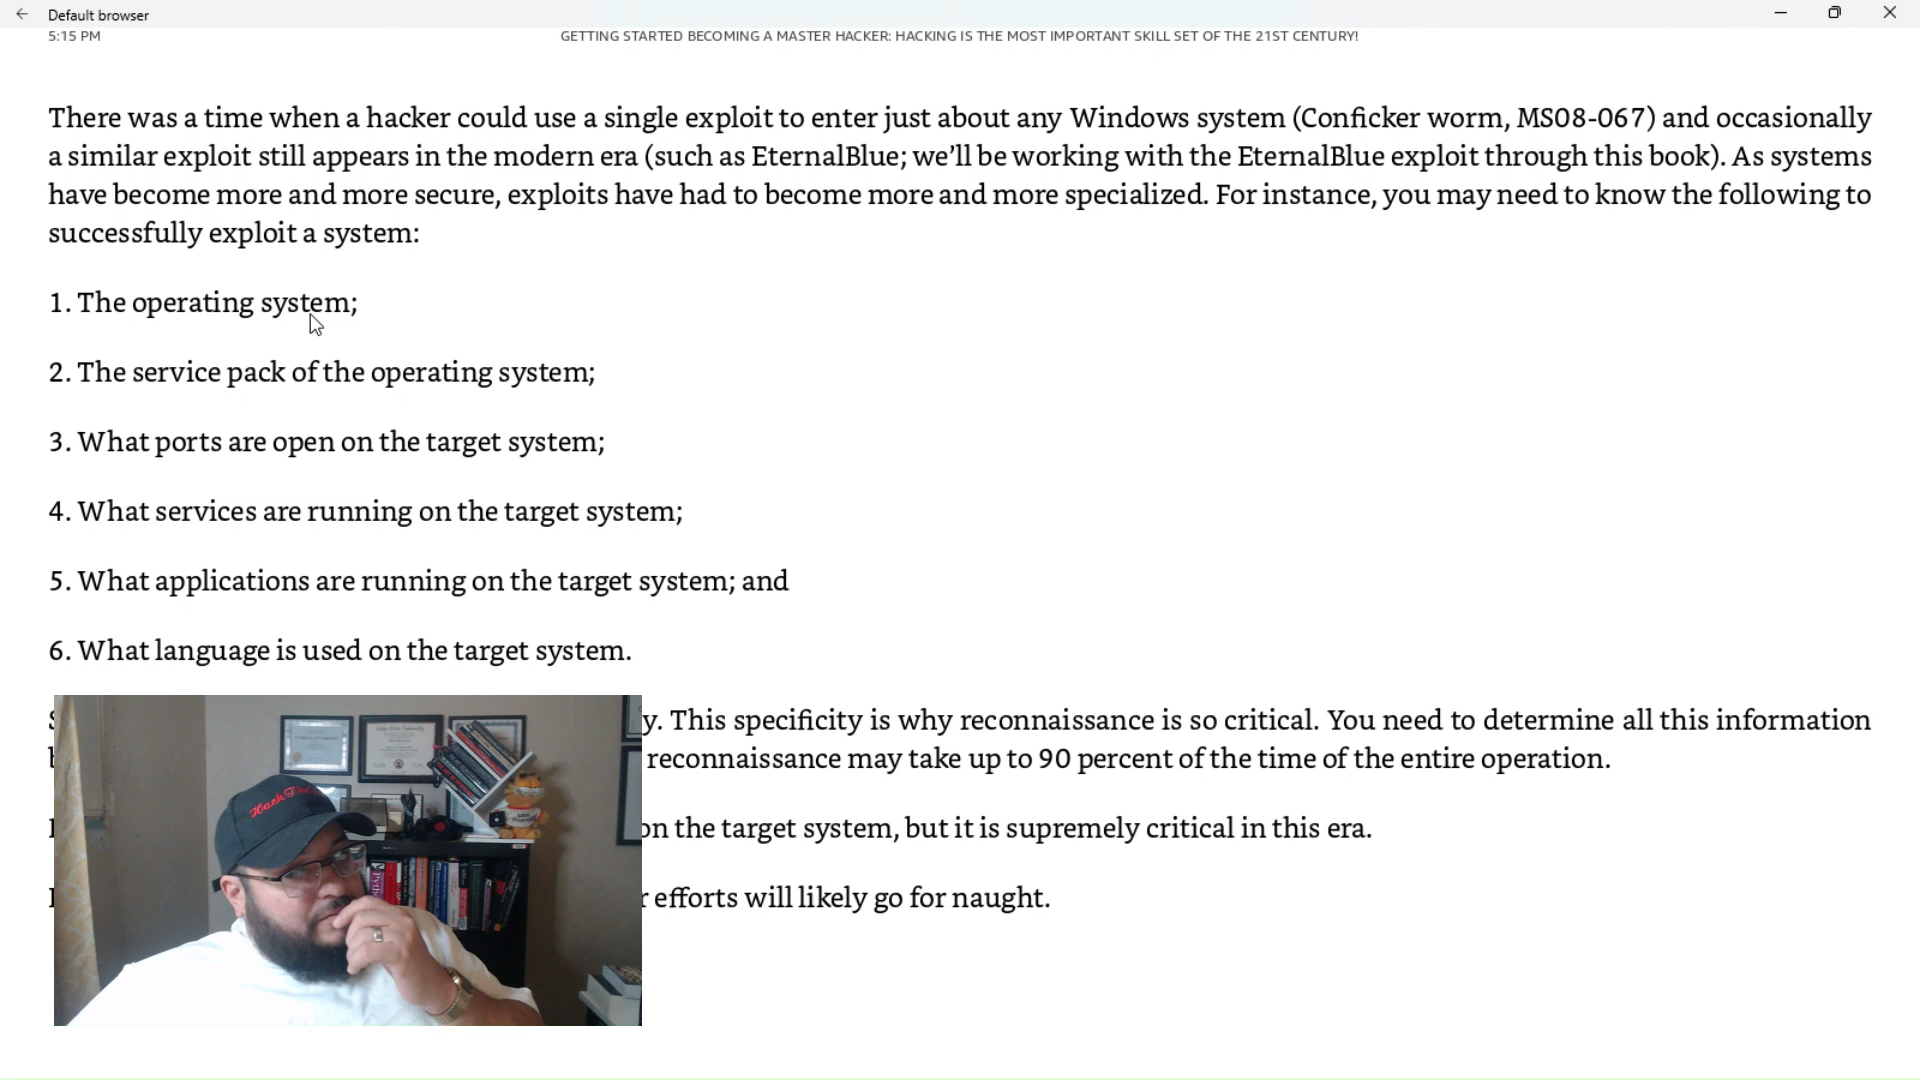 Default browser
5:15 PM
GETTING STARTED BECOMING A MASTER HACKER: HACKING IS THE MOST IMPORTANT SKILL SET OF THE 21ST CENTURY!
There was a time when a hacker could use a single exploit to enter just about any Windows system (Conficker worm, MS08-067) and occasionally
a similar exploit still appears in the modern era (such as EternalBlue; we’ll be working with the EternalBlue exploit through this book). As systems
have become more and more secure, exploits have had to become more and more specialized. For instance, you may need to know the following to
successfully exploit a system:
1. The operating system;
2. The service pack of the operating system;
3. What ports are open on the target system;
4. What services are running on the target system;
5. What applications are running on the target system; and
6. What language is used on the target system.
y. This specificity is why reconnaissance is so critical. You need to determine all this information
reconnaissance may take up to 90 percent of the time of the entire operation.
on the target system, but it is supremely critical in this era.
r efforts will likely go for naught.